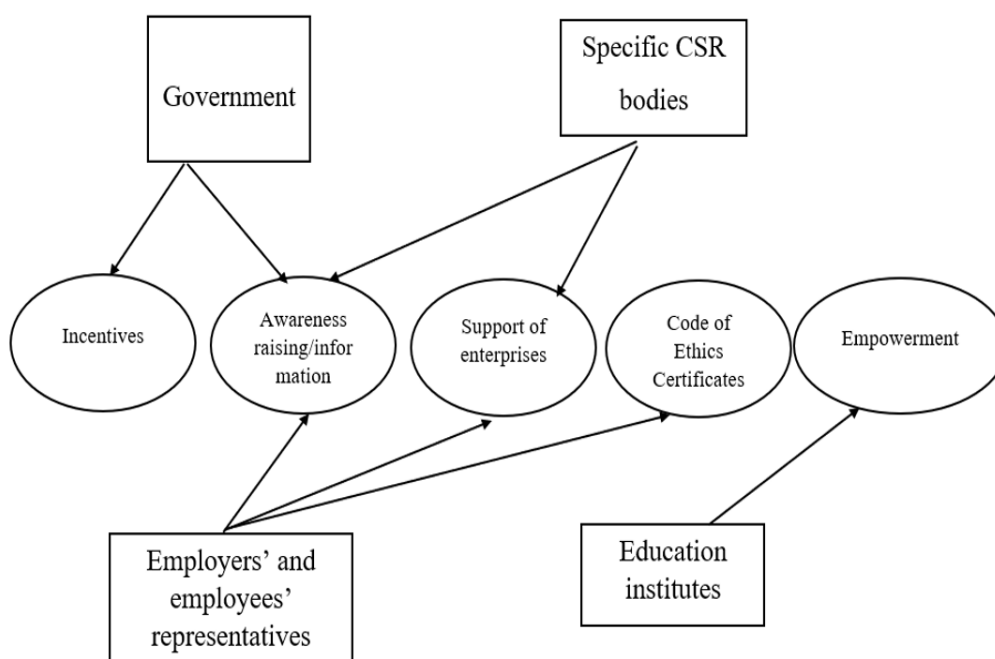 Government
Specific CSR
bodies
Incentives
Awareness
raising/infor
mation
Support of
enterprises
Code of
Ethics
Certificates
Empowerment
Employers’ and
employees’
representatives
Education
institutes